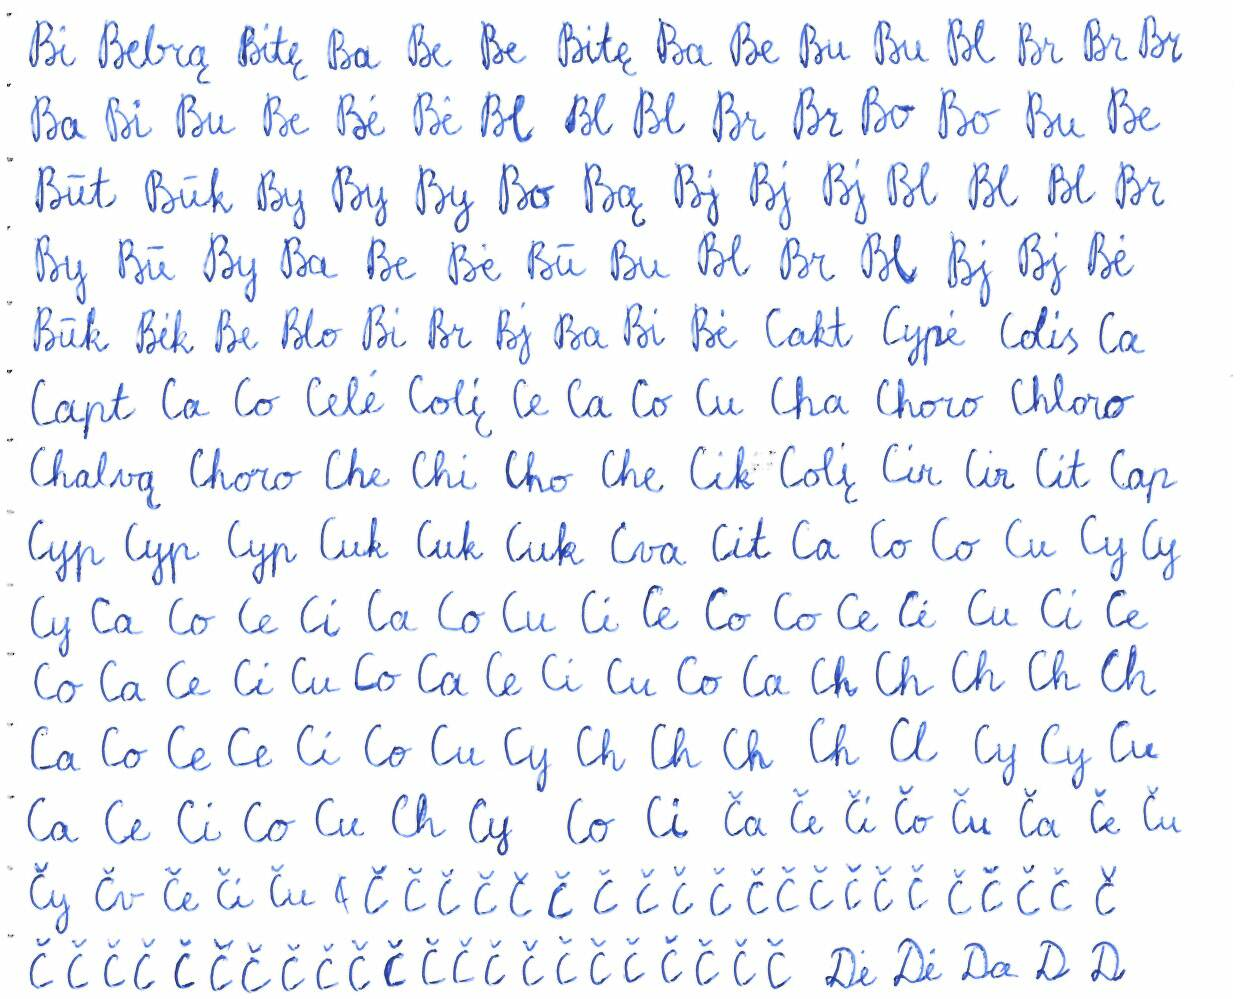 Bi Bebrą Bitę Ba Be Be Bitę Ba Be Bu Bu Bl Br Br Br
Ba Bi Bu Be Bė Bė Bl Bl Bl Br Br Bo Bo Bu Be
Būt Būk By By By Bo Bą Bj Bj Bj Bl Bl Bl Br
By Bū By Ba Be Bė Bū Bu Bl Br Bl Bj Bj Bė
Būk Bėk Be Blo Bi Br Bj Ba Bi Bė Cakt Cypė Colis Ca
Capt Ca Co Celė Colį Ce Ca Co Cu Cha Choro Chloro
Chalvą Choro Che Chi Cho Che Cik Colį Cir Cir Cit Cap
Cyp Cyp Cyp Cuk Cuk Cuk Cva Cit Ca Co Co Cu Cy Cy
Cy Ca Co Ce Ci Ca Co Cu Ci Ce Co Co Ce Cė Cu Ci Ce
Co Ca Ce Ci Cu Co Ca Ce Ci Cu Co Ca Ch Ch Ch Ch Ch
Ca Co Ce Ce Ci Co Cu Cy Ch Ch Ch Ch Cl Cy Cy Cu
Ca Ce Ci Co Cu Ch Cy Co Ci Ča Če Či Čo Ču Ča Če Ču
Čy Čv Če Či Ču Č Č Č Č Č Č Č Č Č Č Č Č Č Č Č Č Č Č Č Č Č
Č Č Č Č Č Č Č Č Č Č Č Č Č Č Č Č Č Č Č Č Č Č Dė Dė Da D D